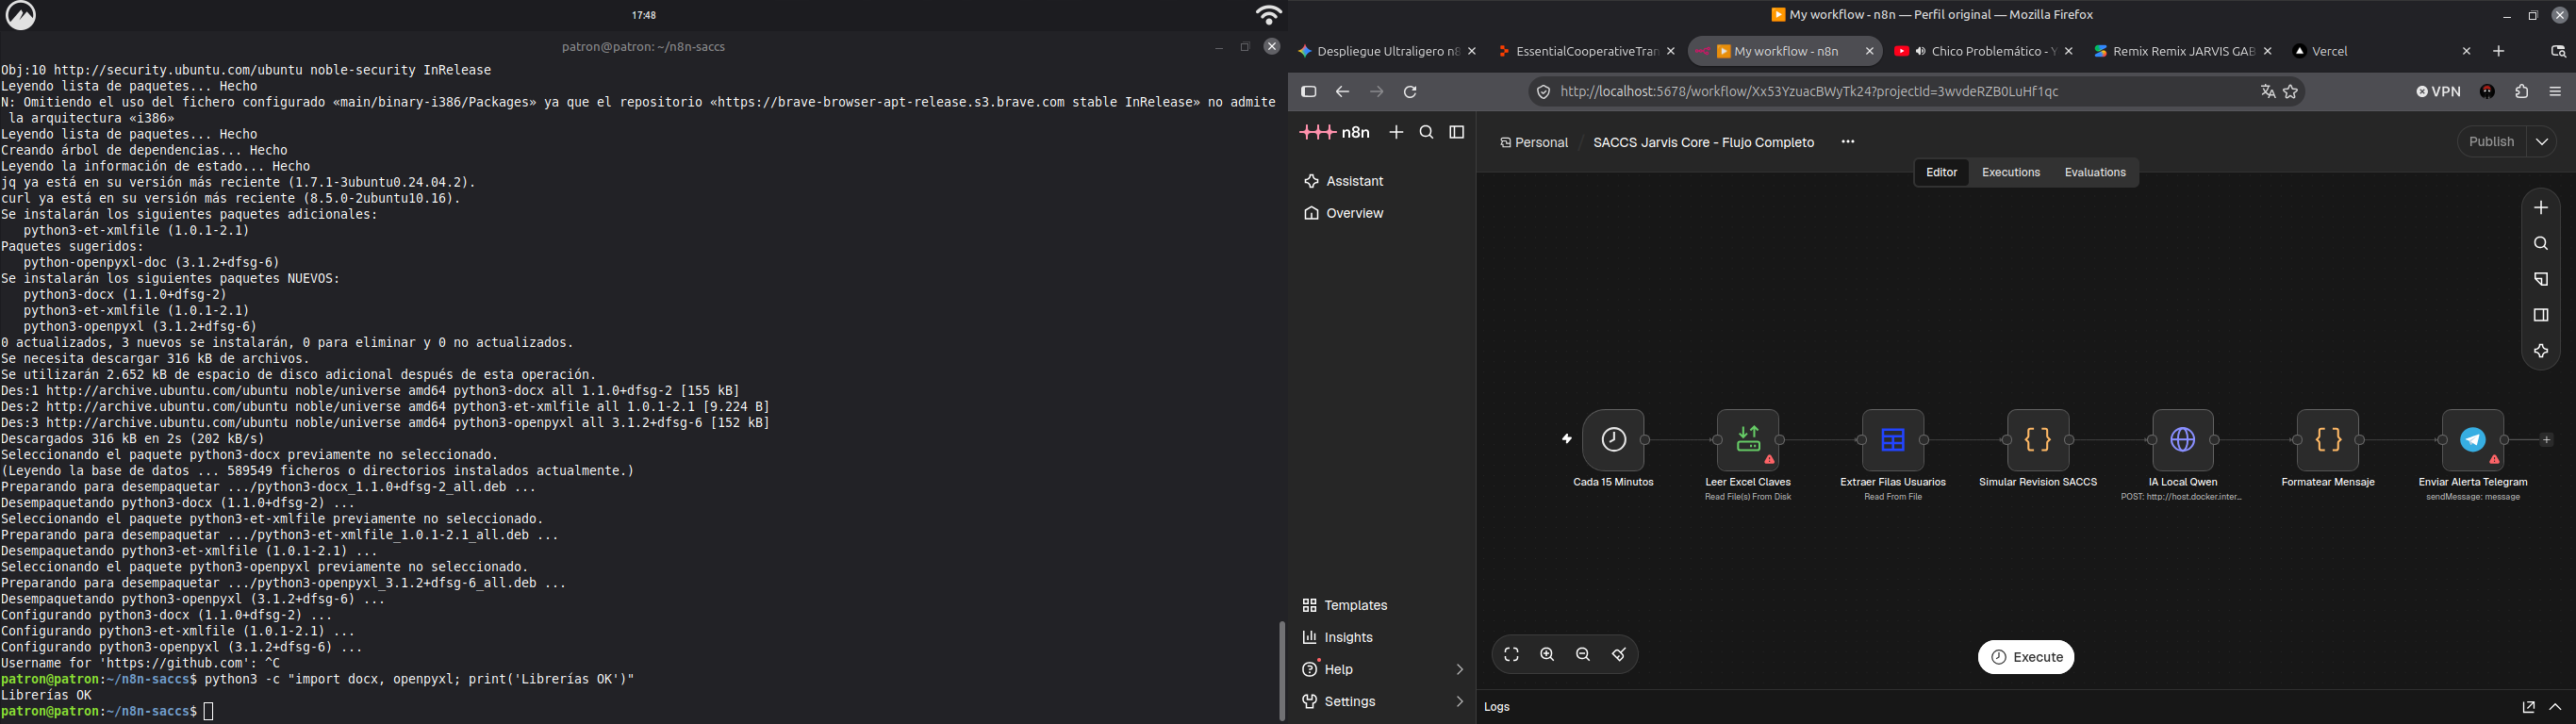 17:48
patron@patron: ~/n8n-saccs
Obj:10 http://security.ubuntu.com/ubuntu noble-security InRelease
Leyendo lista de paquetes... Hecho
N: Omitiendo el uso del fichero configurado «main/binary-i386/Packages» ya que el repositorio «https://brave-browser-apt-release.s3.brave.com stable InRelease» no admite
la arquitectura «i386»
Leyendo lista de paquetes... Hecho
Creando árbol de dependencias... Hecho
Leyendo la información de estado... Hecho
jq ya está en su versión más reciente (1.7.1-3ubuntu0.24.04.2).
curl ya está en su versión más reciente (8.5.0-2ubuntu10.16).
Se instalarán los siguientes paquetes adicionales:
python3-et-xmlfile (1.0.1-2.1)
Paquetes sugeridos:
python-openpyxl-doc (3.1.2+dfsg-6)
Se instalarán los siguientes paquetes NUEVOS:
python3-docx (1.1.0+dfsg-2)
python3-et-xmlfile (1.0.1-2.1)
python3-openpyxl (3.1.2+dfsg-6)
0 actualizados, 3 nuevos se instalarán, 0 para eliminar y 0 no actualizados.
Se necesita descargar 316 kB de archivos.
Se utilizarán 2.652 kB de espacio de disco adicional después de esta operación.
Des:1 http://archive.ubuntu.com/ubuntu noble/universe amd64 python3-docx all 1.1.0+dfsg-2 [155 kB]
Des:2 http://archive.ubuntu.com/ubuntu noble/universe amd64 python3-et-xmlfile all 1.0.1-2.1 [9.224 B]
Des:3 http://archive.ubuntu.com/ubuntu noble/universe amd64 python3-openpyxl all 3.1.2+dfsg-6 [152 kB]
Descargados 316 kB en 2s (202 kB/s)
Seleccionando el paquete python3-docx previamente no seleccionado.
(Leyendo la base de datos ... 589549 ficheros o directorios instalados actualmente.)
Preparando para desempaquetar .../python3-docx_1.1.0+dfsg-2_all.deb ...
Desempaquetando python3-docx (1.1.0+dfsg-2) ...
Seleccionando el paquete python3-et-xmlfile previamente no seleccionado.
Preparando para desempaquetar .../python3-et-xmlfile_1.0.1-2.1_all.deb ...
Desempaquetando python3-et-xmlfile (1.0.1-2.1) ...
Seleccionando el paquete python3-openpyxl previamente no seleccionado.
Preparando para desempaquetar .../python3-openpyxl_3.1.2+dfsg-6_all.deb ...
Desempaquetando python3-openpyxl (3.1.2+dfsg-6) ...
Configurando python3-docx (1.1.0+dfsg-2) ...
Configurando python3-et-xmlfile (1.0.1-2.1) ...
Configurando python3-openpyxl (3.1.2+dfsg-6) ...
Username for 'https://github.com': ^C
patron@patron:~/n8n-saccs$ python3 -c "import docx, openpyxl; print('Librerías OK')"
Librerías OK
patron@patron:~/n8n-saccs$
My workflow - n8n — Perfil original — Mozilla Firefox
Despliegue Ultraligero n8
EssentialCooperativeTran
My workflow - n8n
Chico Problemático - Y
Remix Remix JARVIS GAB
Vercel
http://localhost:5678/workflow/Xx53YzuacBWyTk24?projectId=3wvdeRZB0LuHf1qc
VPN
n8n
Personal / SACCS Jarvis Core - Flujo Completo
Publish
Editor
Executions
Evaluations
Assistant
Overview
Cada 15 Minutos
Leer Excel Claves
Read File(s) From Disk
Extraer Filas Usuarios
Read From File
Simular Revision SACCS
IA Local Qwen
POST: http://host.docker.inter...
Formatear Mensaje
Enviar Alerta Telegram
sendMessage: message
Templates
Insights
Help
Settings
Execute
Logs